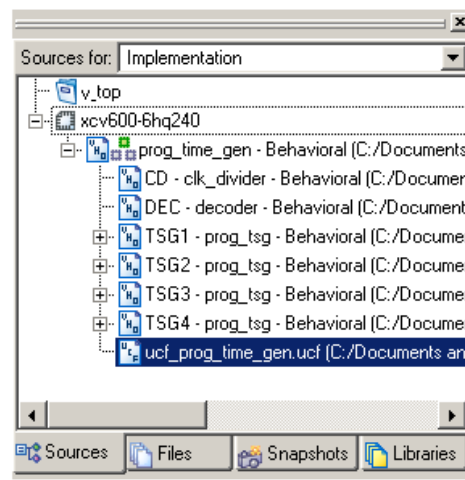 Sources for: Implementation
v_top
xcv600-6hq240
prog_time_gen - Behavioral (C:/Documents
CD - clk_divider - Behavioral (C:/Documen
DEC - decoder - Behavioral (C:/Document
TSG1 - prog_tsg - Behavioral (C:/Docume
TSG2 - prog_tsg - Behavioral (C:/Docume
TSG3 - prog_tsg - Behavioral (C:/Docume
TSG4 - prog_tsg - Behavioral (C:/Docume
ucf_prog_time_gen.ucf (C:/Documents an
Sources Files Snapshots Libraries